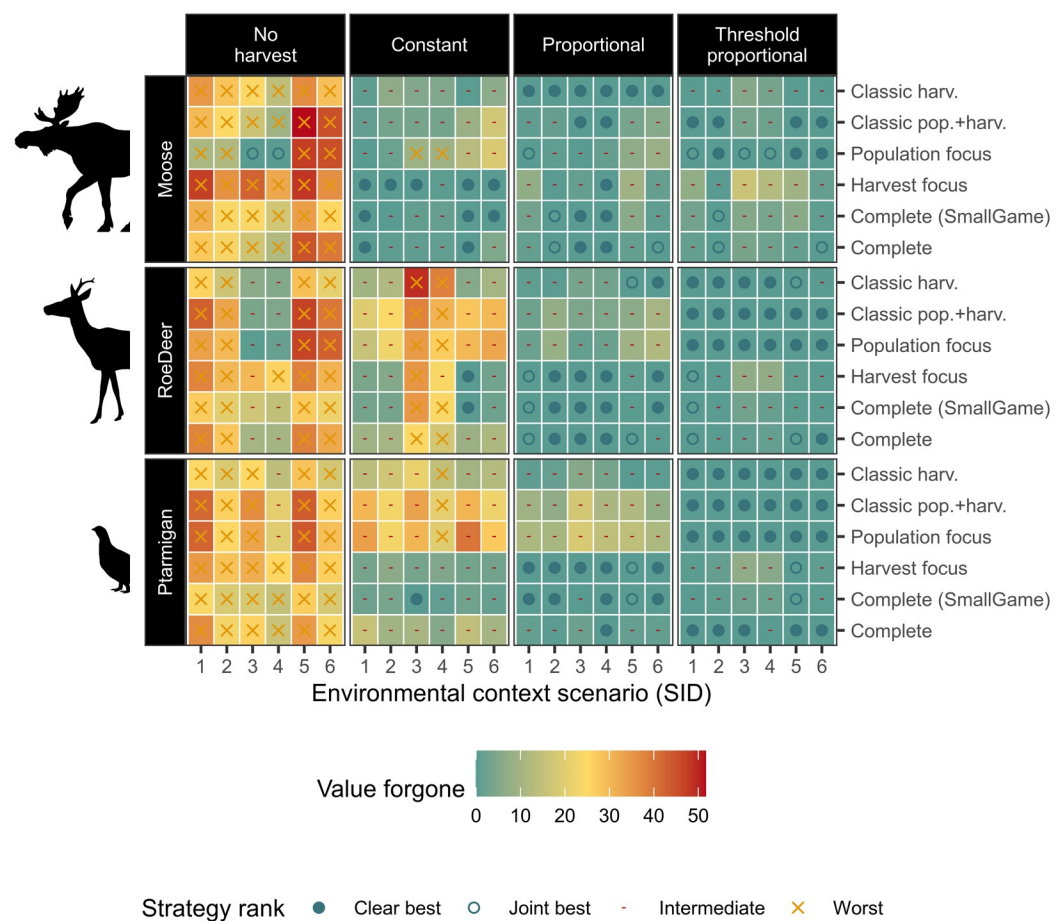 No
harvest
Constant
Proportional
Threshold
proportional
Moose
Classic harv.
Classic pop.+harv.
Population focus
Harvest focus
Complete (SmallGame)
Complete
RoeDeer
Classic harv.
Classic pop.+harv.
Population focus
Harvest focus
Complete (SmallGame)
Complete
Ptarmigan
Classic harv.
Classic pop.+harv.
Population focus
Harvest focus
Complete (SmallGame)
Complete
1 2 3 4 5 6 1 2 3 4 5 6 1 2 3 4 5 6 1 2 3 4 5 6
Environmental context scenario (SID)
Value forgone
0 10 20 30 40 50
Strategy rank Clear best Joint best - Intermediate Worst